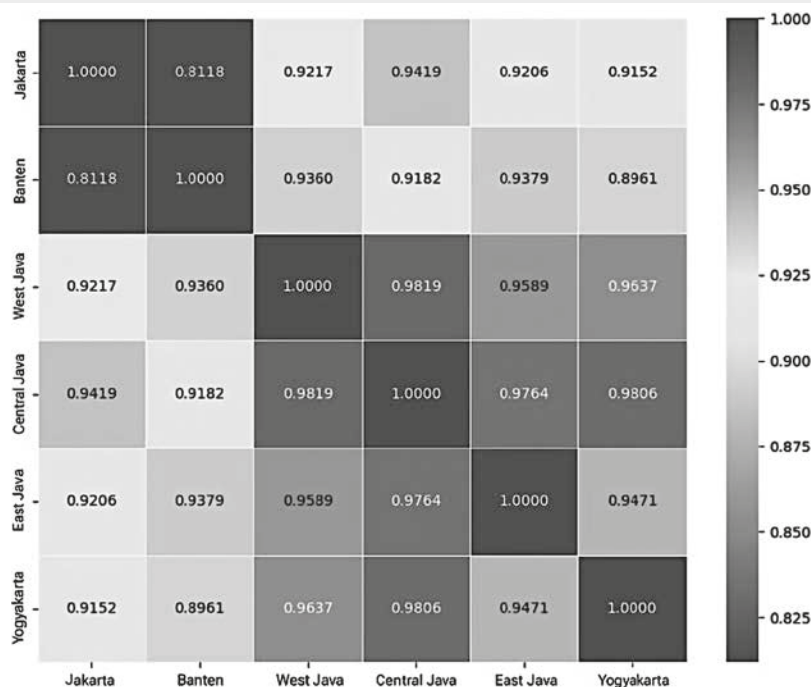 1.000
Jakarta 1.0000 0.8118 0.9217 0.9419 0.9206 0.9152
0.975
Banten 0.8118 1.0000 0.9360 0.9182 0.9379 0.8961
0.950
West Java 0.9217 0.9360 1.0000 0.9819 0.9589 0.9637
0.925
0.900
Central Java 0.9419 0.9182 0.9819 1.0000 0.9764 0.9806
0.875
East Java 0.9206 0.9379 0.9589 0.9764 1.0000 0.9471
0.850
Yogyakarta 0.9152 0.8961 0.9637 0.9806 0.9471 1.0000
0.825
Jakarta Banten West Java Central Java East Java Yogyakarta